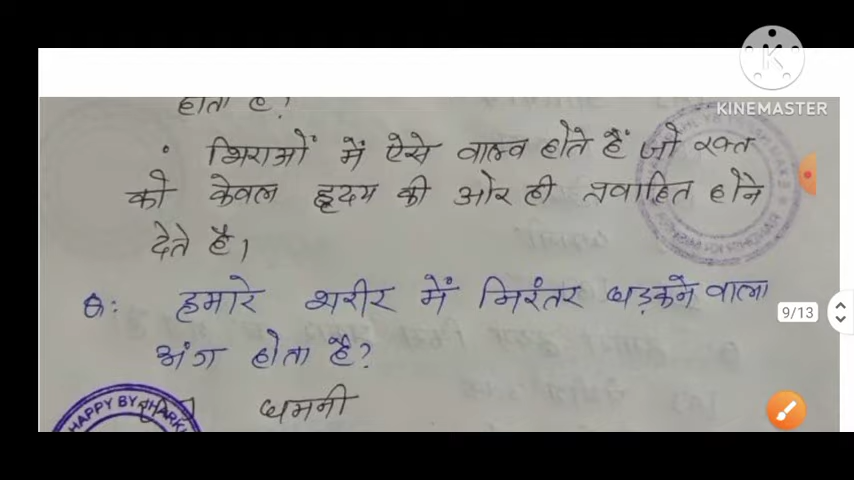 KINEMASTER
होता है?
शिराओं में ऐसे वाल्व होते हैं जो रक्त
को केवल हृदय की ओर ही प्रवाहित होने
देते है।
Q: हमारे शरीर में निरंतर धड़कने वाला
अंग होता है?
धमनी
9/13
HAPPY BY